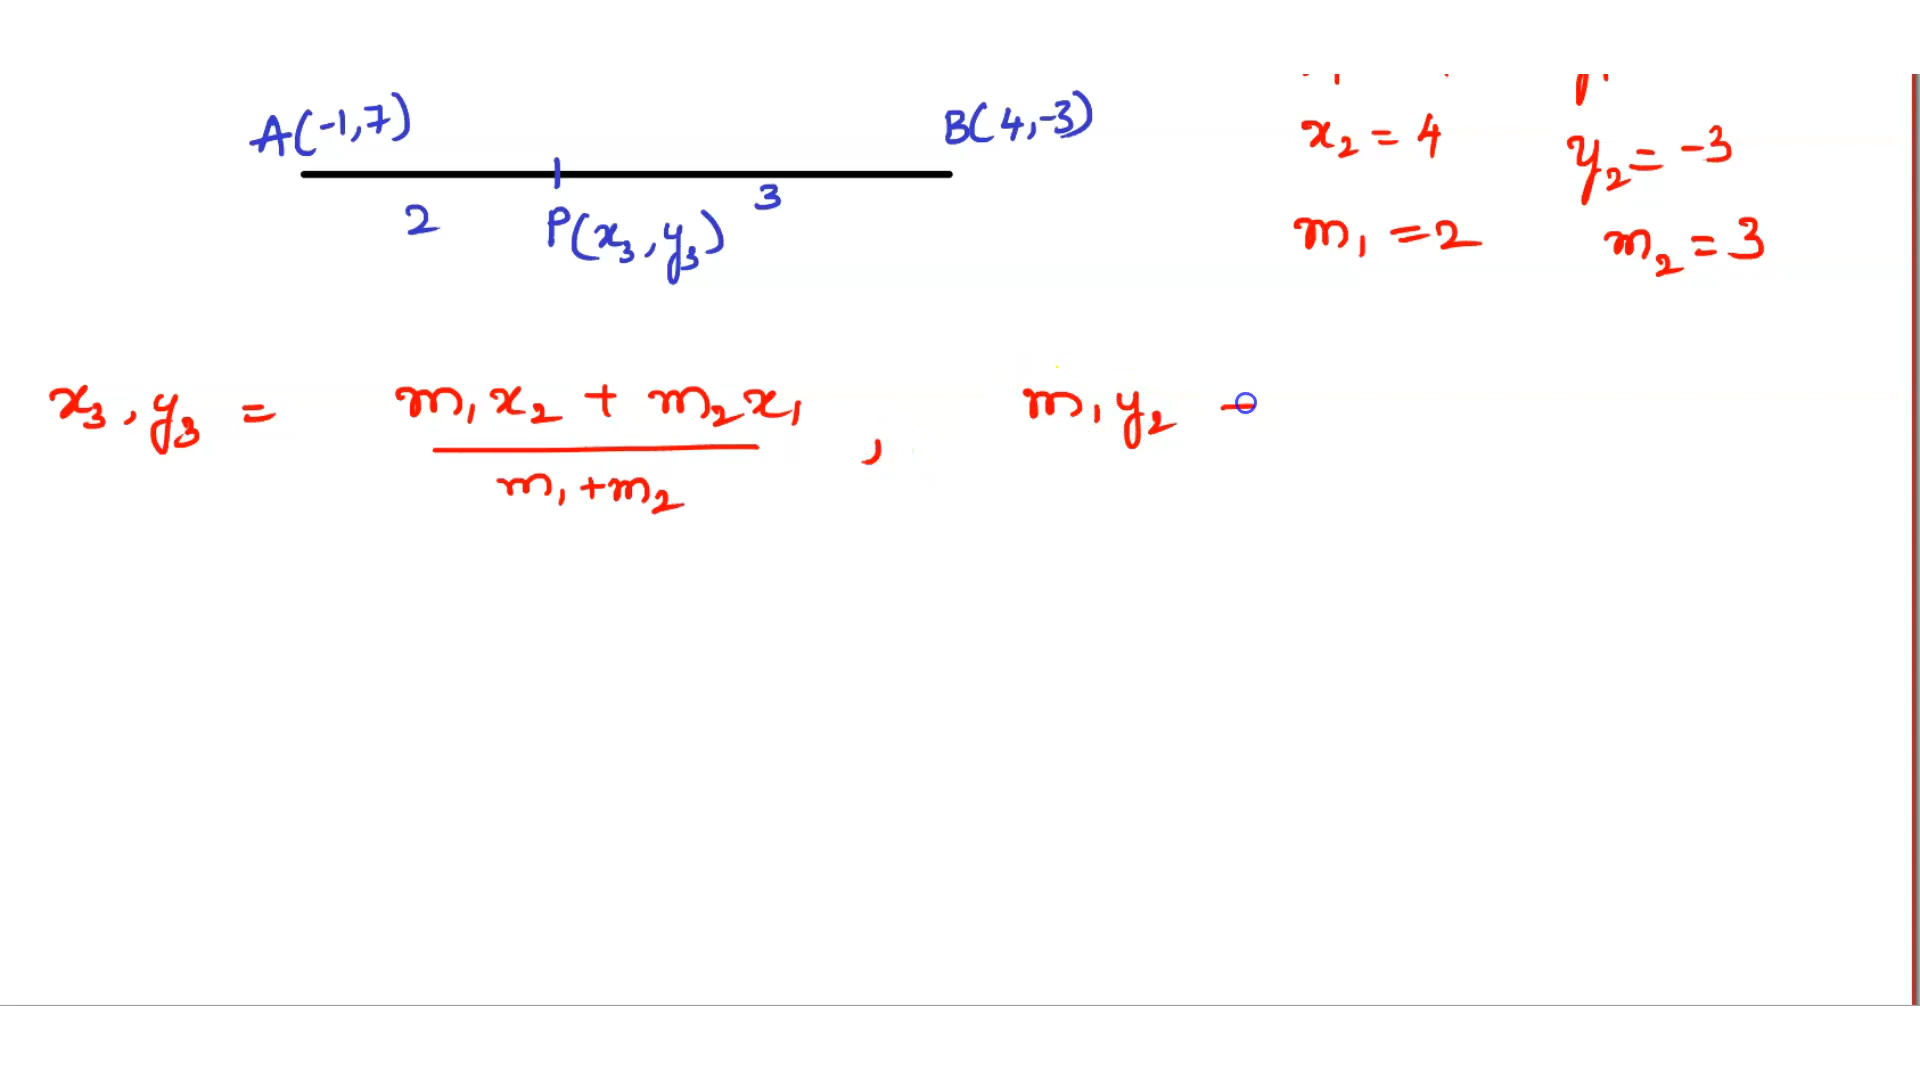 A(-1,7) B(4,-3)
2 P(x₃,y₃) 3
x₂ = 4 y₂ = -3
m₁ = 2 m₂ = 3
x₃, y₃ = m₁x₂ + m₂x₁ , m₁y₂ -
m₁+m₂